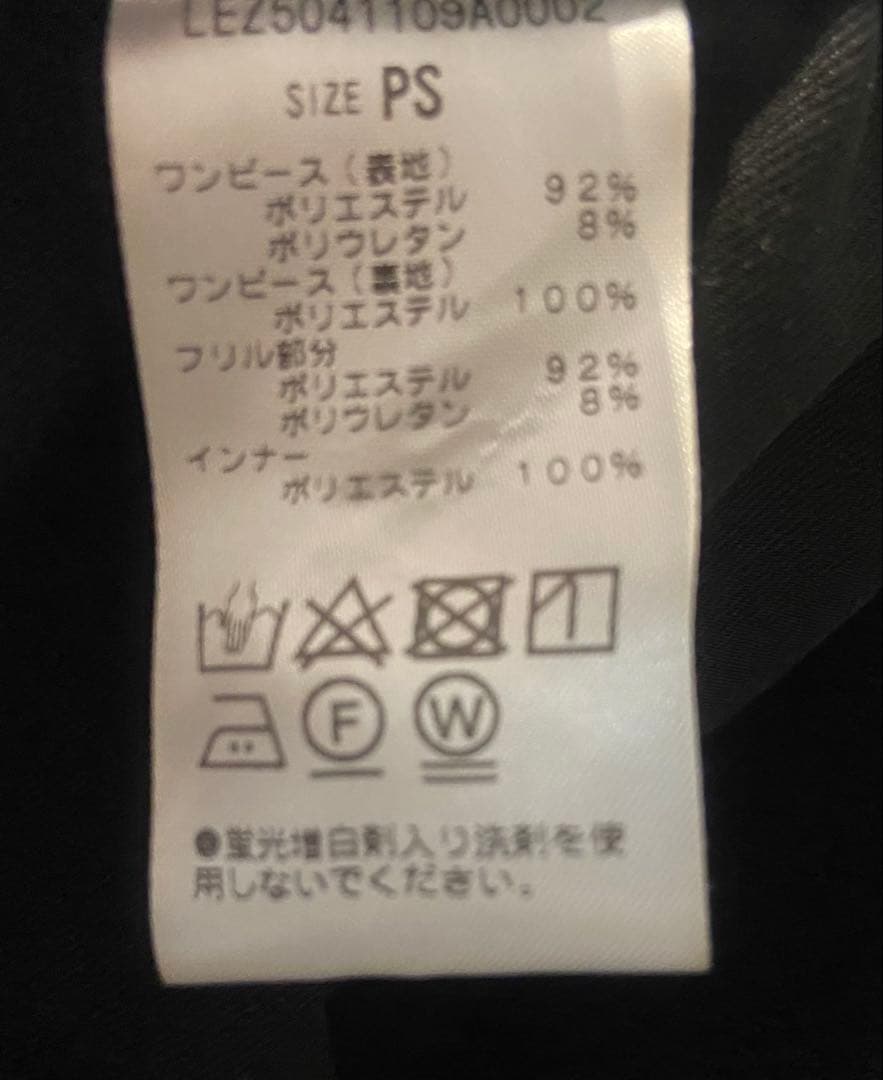 LEZ5041109A0002
SIZE PS
ワンピース(表地)
ポリエステル 92%
ポリウレタン 8%
ワンピース(裏地)
ポリエステル 100%
フリル部分
ポリエステル 92%
ポリウレタン 8%
インナー
ポリエステル 100%
F W
●蛍光増白剤入り洗剤を使
用しないでください。